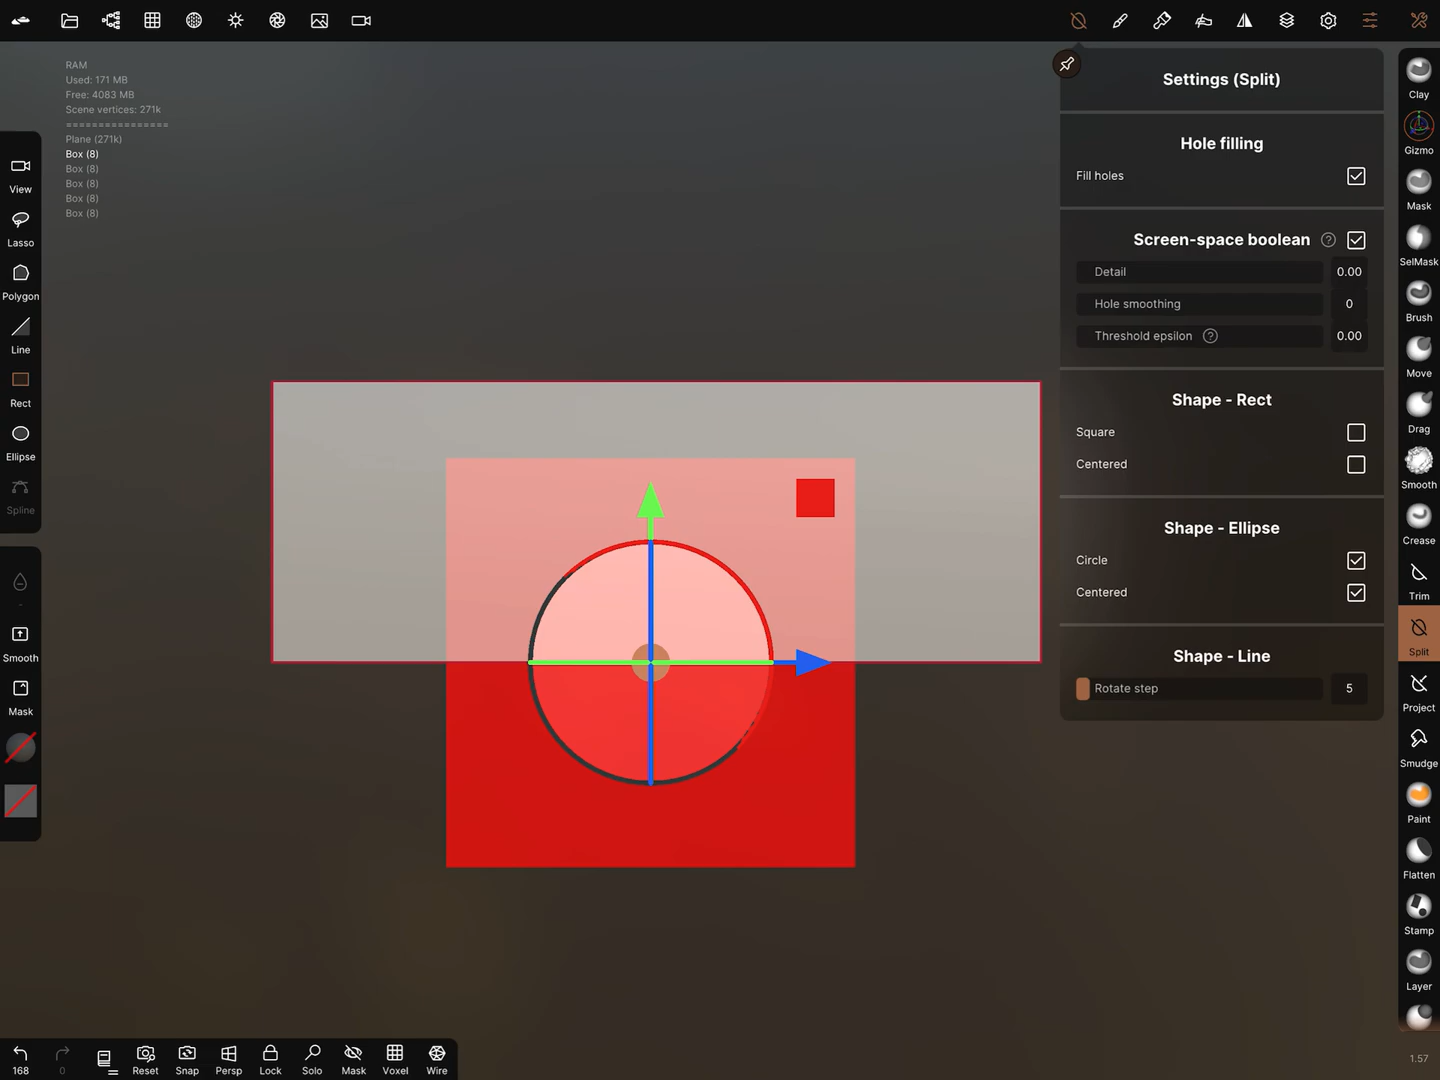 RAM
Used: 171 MB
Free: 4083 MB
Scene vertices: 271k
================
Plane (271k)
Box (8)
Box (8)
Box (8)
Box (8)
Box (8)
View
Lasso
Polygon
Line
Rect
Ellipse
Spline
-
Smooth
Mask
Settings (Split)
Hole filling
Fill holes
Screen-space boolean ?
Detail 0.00
Hole smoothing 0
Threshold epsilon ? 0.00
Shape - Rect
Square
Centered
Shape - Ellipse
Circle
Centered
Shape - Line
Rotate step 5
Clay
Gizmo
Mask
SelMask
Brush
Move
Drag
Smooth
Crease
Trim
Split
Project
Smudge
Paint
Flatten
Stamp
Layer
168
0
Reset
Snap
Persp
Lock
Solo
Mask
Voxel
Wire
1.57